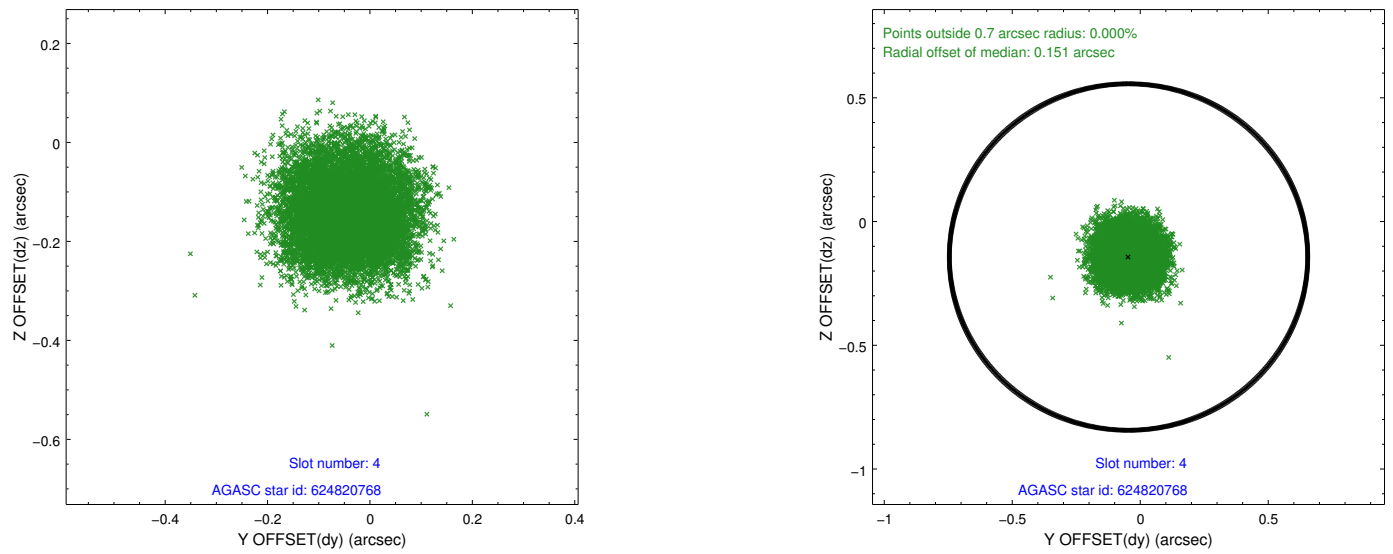 0.2
0
−0.2
−0.4
−0.6
Z OFFSET(dz) (arcsec)
Slot number: 4
AGASC star id: 624820768
−0.4
−0.2
0
0.2
0.4
Y OFFSET(dy) (arcsec)
Points outside 0.7 arcsec radius: 0.000%
Radial offset of median: 0.151 arcsec
0.5
0
−0.5
−1
Z OFFSET(dz) (arcsec)
Slot number: 4
AGASC star id: 624820768
−1
−0.5
0
0.5
Y OFFSET(dy) (arcsec)